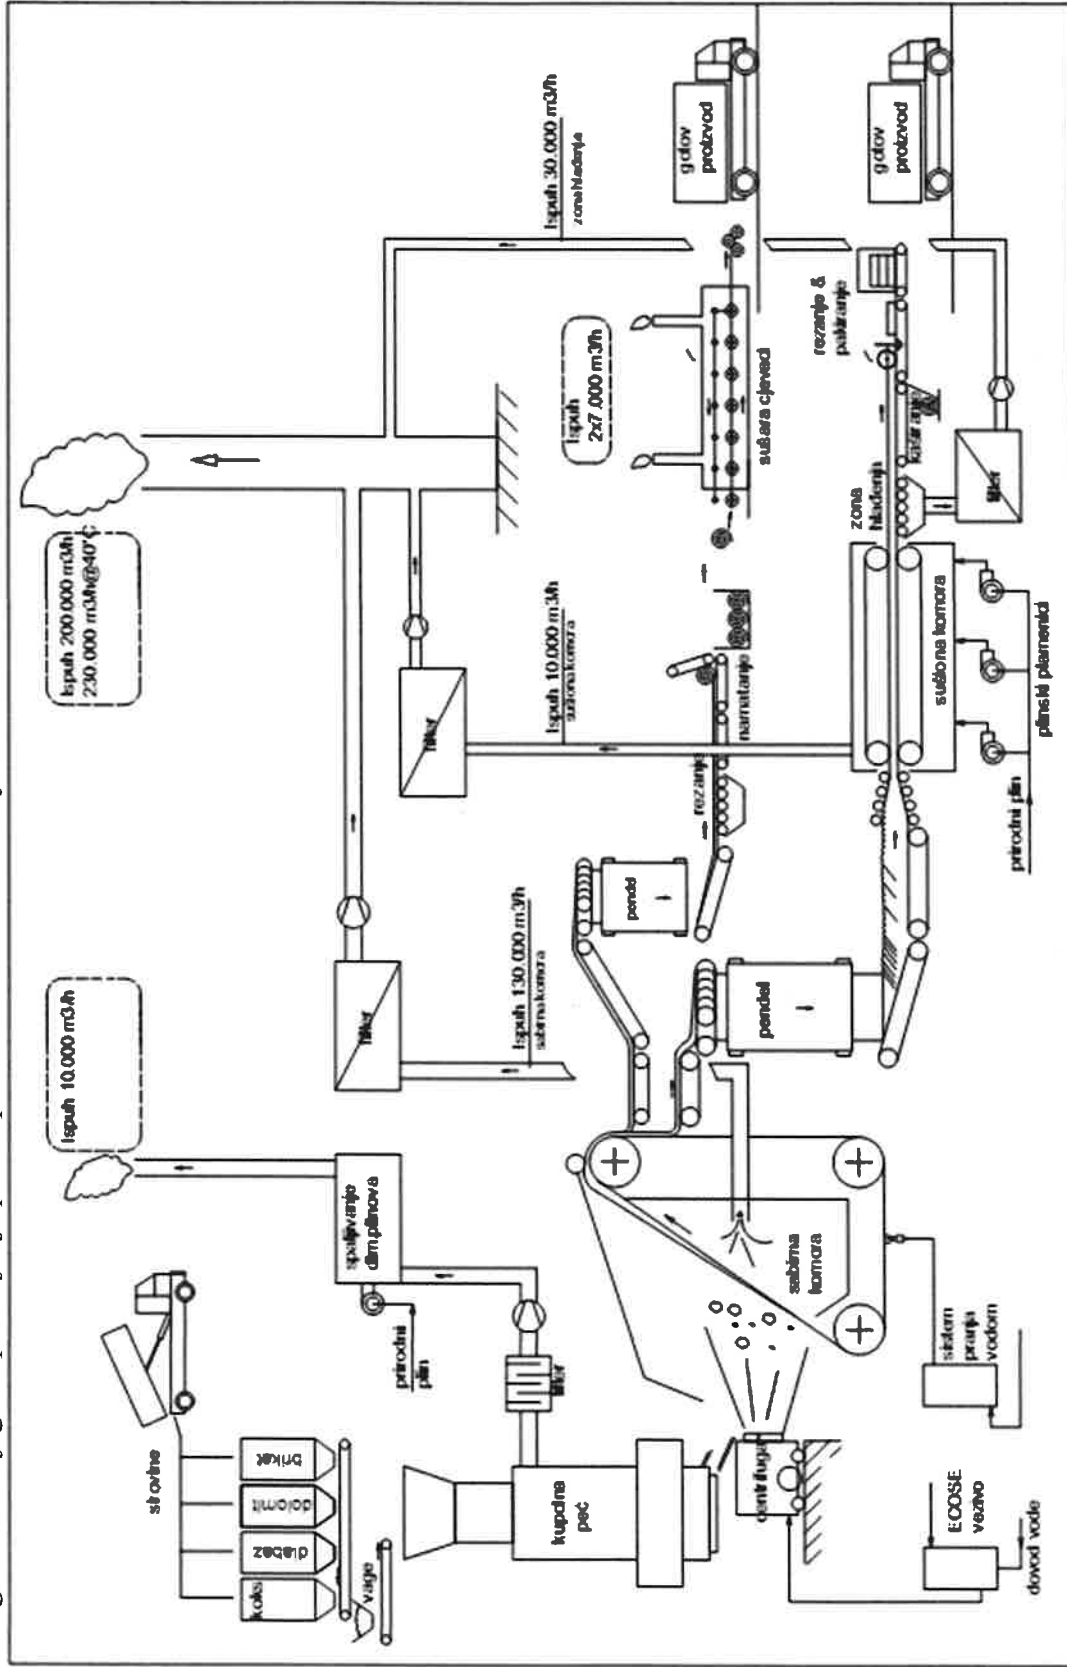 sirovine
koks
diabaz
dolomit
briket
vage
kupolna
peć
filter
prirodni
plin
spaljivanje
dim.plinova
Ispuh 10.000 m3/h
Ispuh 200.000 m3/h
230.000 m3/h@40°C
filter
Ispuh 130.000 m3/h
sabirna komora
filter
Ispuh 10.000 m3/h
sušiona komora
Ispuh 30.000 m3/h
zona hlađenja
Ispuh
2x7.000 m3/h
sušara cjevadi
gotov
proizvod
gotov
proizvod
centrifuga
sabirna
komora
pendel
pendel
rezanje
namatanje
sušiona komora
zona
hlađenja
kaširanje
rezanje &
pakiranje
filter
prirodni plin
plinski plamenici
sistem
pranja
vodom
ECOSE
vezivo
dovod vode